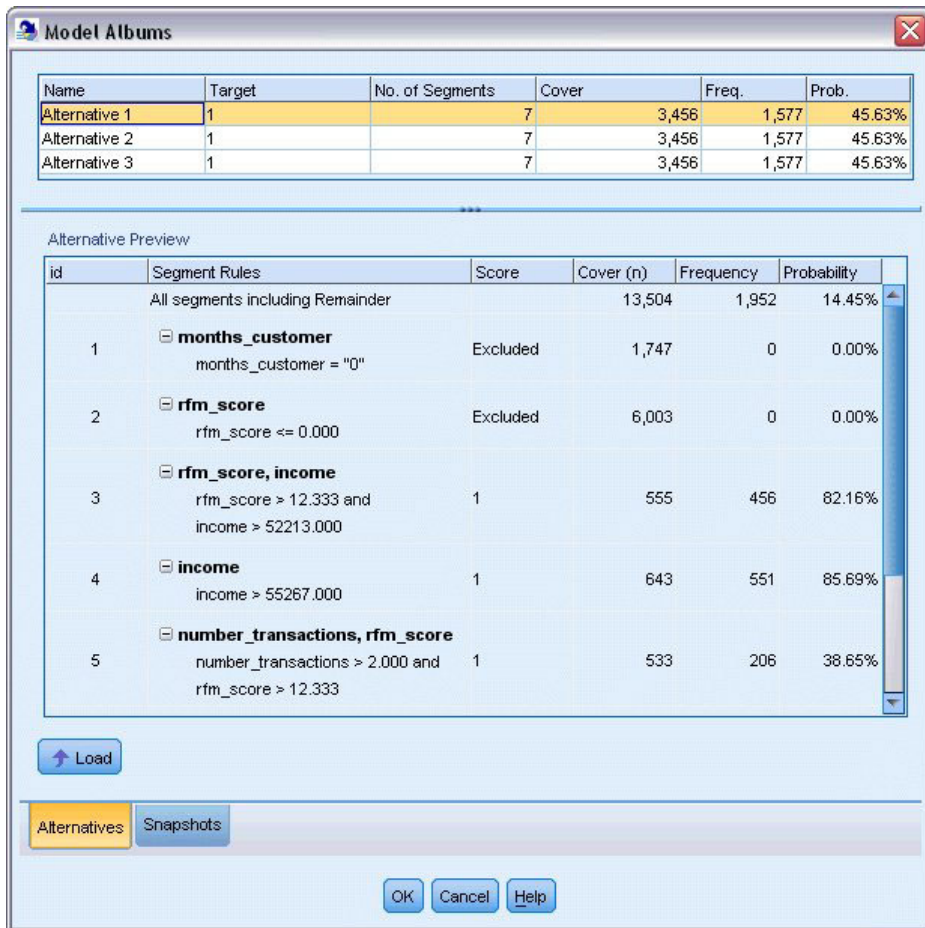 Model Albums
Name Target No. of Segments Cover Freq. Prob.
Alternative 1 1 7 3,456 1,577 45.63%
Alternative 2 1 7 3,456 1,577 45.63%
Alternative 3 1 7 3,456 1,577 45.63%
Alternative Preview
id Segment Rules Score Cover (n) Frequency Probability
All segments including Remainder 13,504 1,952 14.45%
months_customer
1 Excluded 1,747 0 0.00%
months_customer = "0"
rfm_score
2 Excluded 6,003 0 0.00%
rfm_score <= 0.000
rfm_score, income
3 rfm_score > 12.333 and 1 555 456 82.16%
income > 52213.000
income
4 1 643 551 85.69%
income > 55267.000
number_transactions, rfm_score
5 number_transactions > 2.000 and 1 533 206 38.65%
rfm_score > 12.333
Load
Alternatives Snapshots
OK Cancel Help